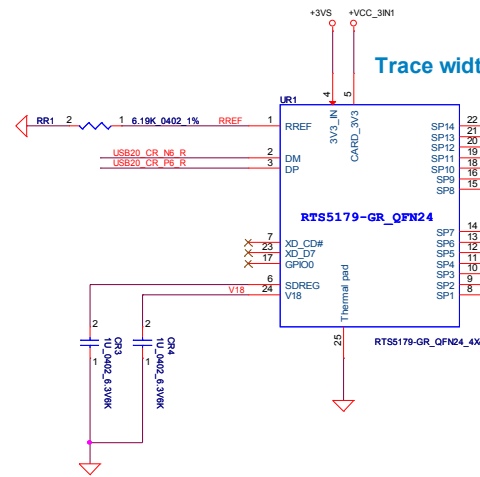 +3VS +VCC_3IN1
Trace widt
4 5
UR1
RR1 2 1 6.19K_0402_1% RREF 1 RREF
3V3_IN
CARD_3V3
SP14 22
SP13 21
SP12 20
SP11 19
SP10 18
SP9 16
SP8 15
USB20_CR_N6_R 2 DM
USB20_CR_P6_R 3 DP
RTS5179-GR_QFN24
SP7 14
SP6 13
SP5 12
SP4 11
SP3 10
SP2 9
SP1 8
7 XD_CD#
23 XD_D7
17 GPIO0
6 SDREG
V18 24 V18
Thermal pad
25
RTS5179-GR_QFN24_4X
2 2
CR3
1U_0402_6.3V6K
CR4
1U_0402_6.3V6K
1 1